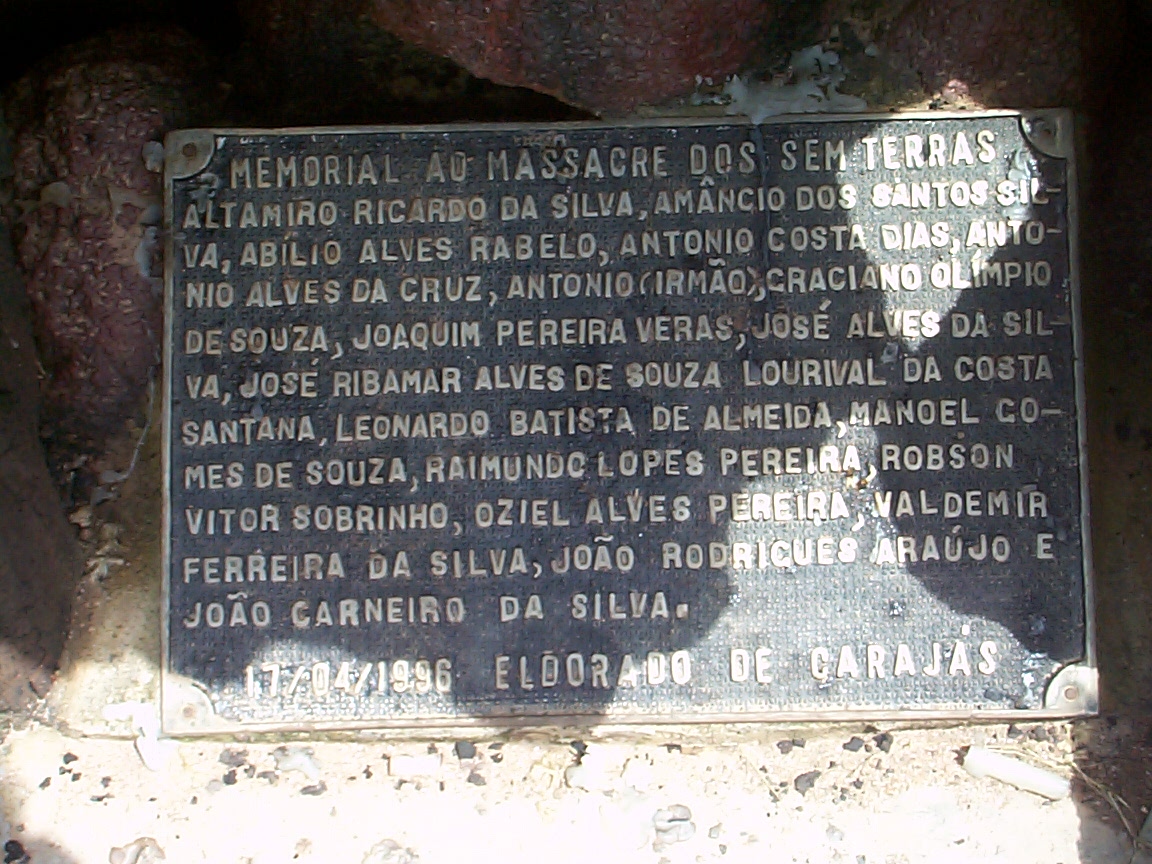 MEMORIAL AO MASSACRE DOS SEM TERRAS
ALTAMIRO RICARDO DA SILVA, AMÂNCIO DOS SANTOS SIL-
VA, ABÍLIO ALVES RABELO, ANTONIO COSTA DIAS, ANTO-
NIO ALVES DA CRUZ, ANTONIO (IRMÃO), GRACIANO OLÍMPIO
DE SOUZA, JOAQUIM PEREIRA VERAS, JOSÉ ALVES DA SIL-
VA, JOSÉ RIBAMAR ALVES DE SOUZA LOURIVAL DA COSTA
SANTANA, LEONARDO BATISTA DE ALMEIDA, MANOEL GO-
MES DE SOUZA, RAIMUNDO LOPES PEREIRA, ROBSON
VITOR SOBRINHO, OZIEL ALVES PEREIRA, VALDEMIR
FERREIRA DA SILVA, JOÃO RODRIGUES ARAÚJO E
JOÃO CARNEIRO DA SILVA.
17/04/1996 ELDORADO DE CARAJÁS